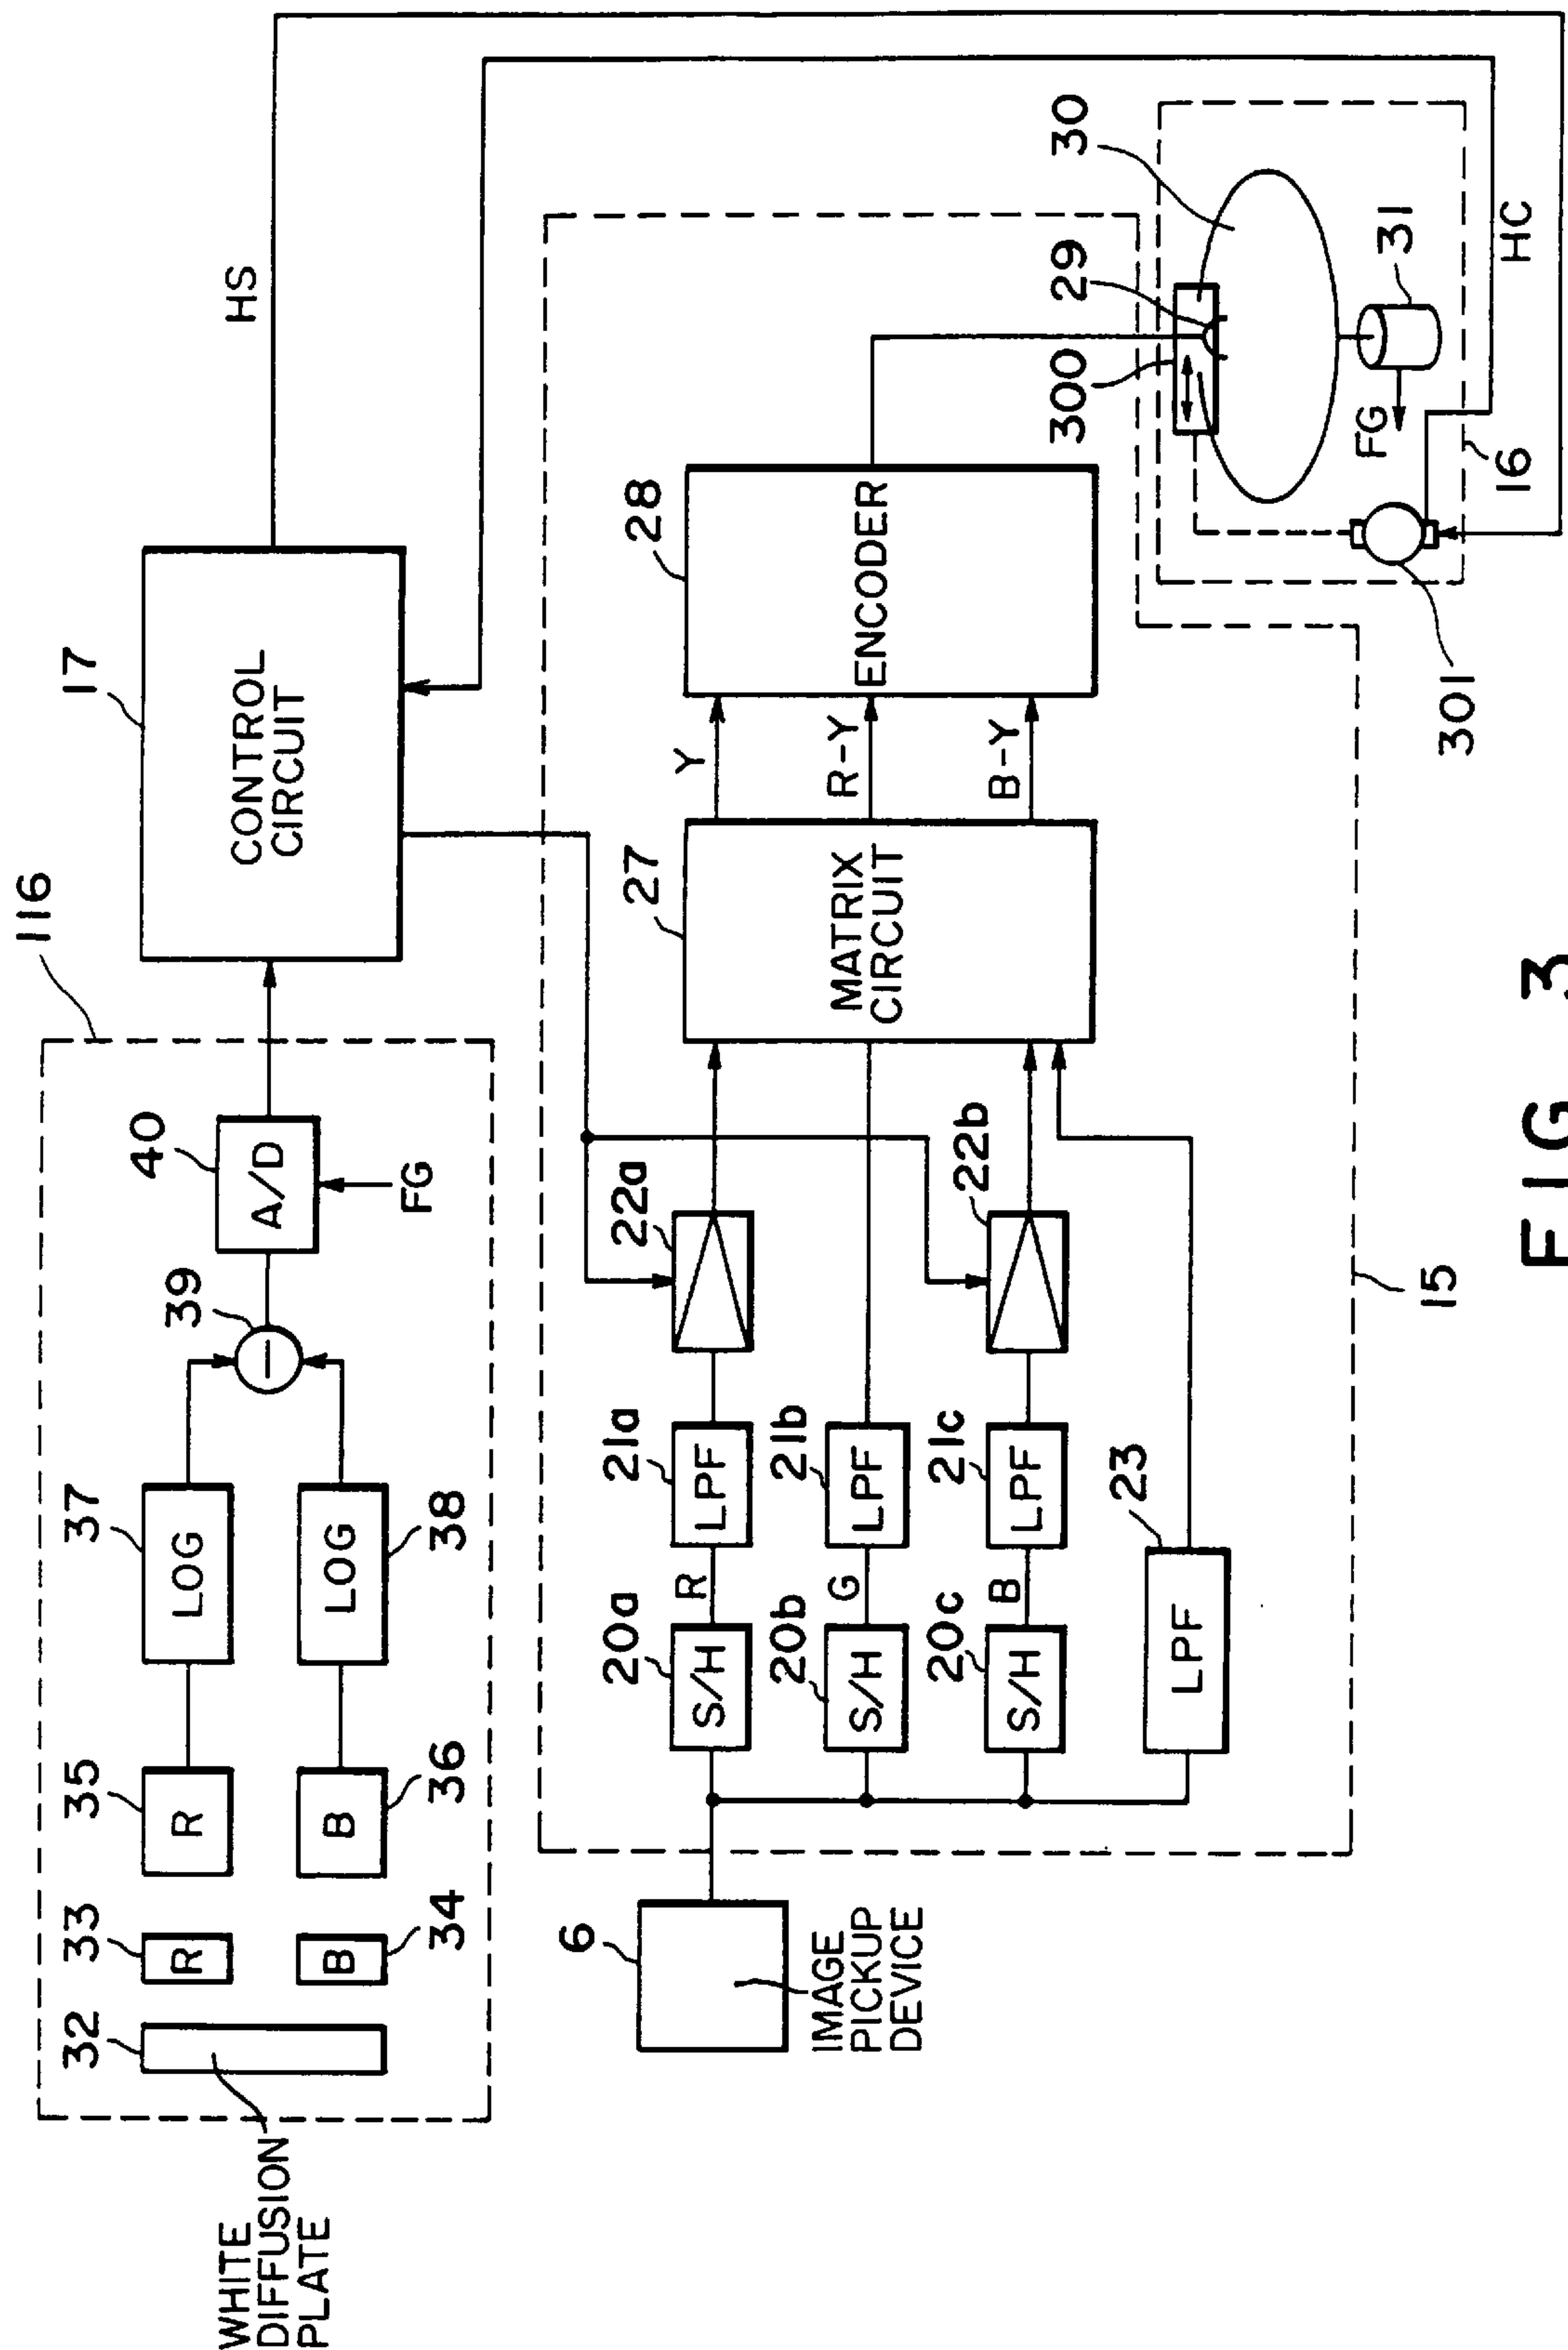 116
17
HS
32
33
35
37
39
40
R
R
LOG
A/D
CONTROL
CIRCUIT
B
B
LOG
34
36
38
FG
WHITE
DIFFUSION
PLATE
6
IMAGE
PICKUP
DEVICE
20a
R
21a
22a
27
Y
28
S/H
LPF
20b
G
21b
S/H
LPF
MATRIX
CIRCUIT
R-Y
ENCODER
20c
B
21c
22b
B-Y
S/H
LPF
23
LPF
300
29
30
FG
31
301
16
HC
15
FIG 3